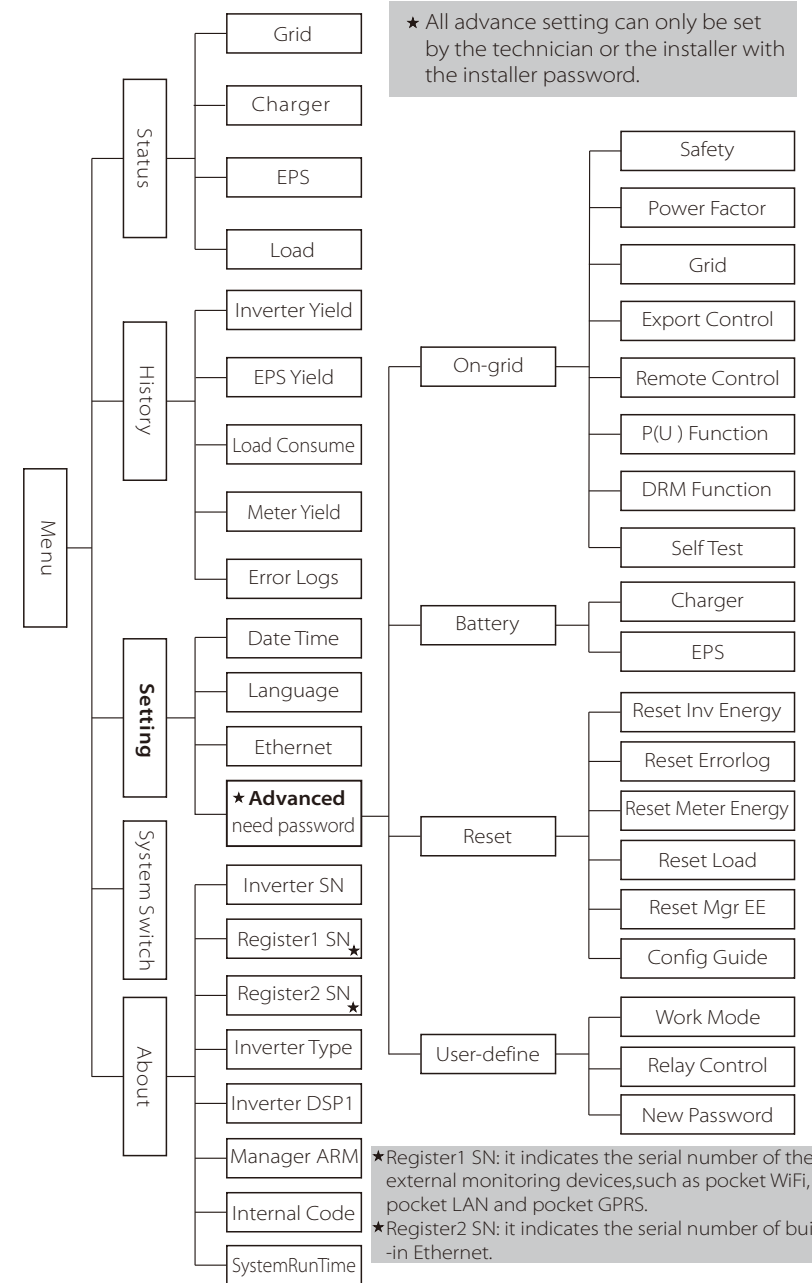 ★ All advance setting can only be set
by the technician or the installer with
the installer password.
Menu
Status
Grid
Charger
EPS
Load
History
Inverter Yield
EPS Yield
Load Consume
Meter Yield
Error Logs
Setting
Date Time
Language
Ethernet
★ Advanced
need password
System Switch
About
Inverter SN
Register1 SN★
Register2 SN★
Inverter Type
Inverter DSP1
Manager ARM
Internal Code
SystemRunTime
On-grid
Safety
Power Factor
Grid
Export Control
Remote Control
P(U ) Function
DRM Function
Self Test
Battery
Charger
EPS
Reset
Reset Inv Energy
Reset Errorlog
Reset Meter Energy
Reset Load
Reset Mgr EE
Config Guide
User-define
Work Mode
Relay Control
New Password
★Register1 SN: it indicates the serial number of the
external monitoring devices,such as pocket WiFi,
pocket LAN and pocket GPRS.
★Register2 SN: it indicates the serial number of
-in Ethernet.